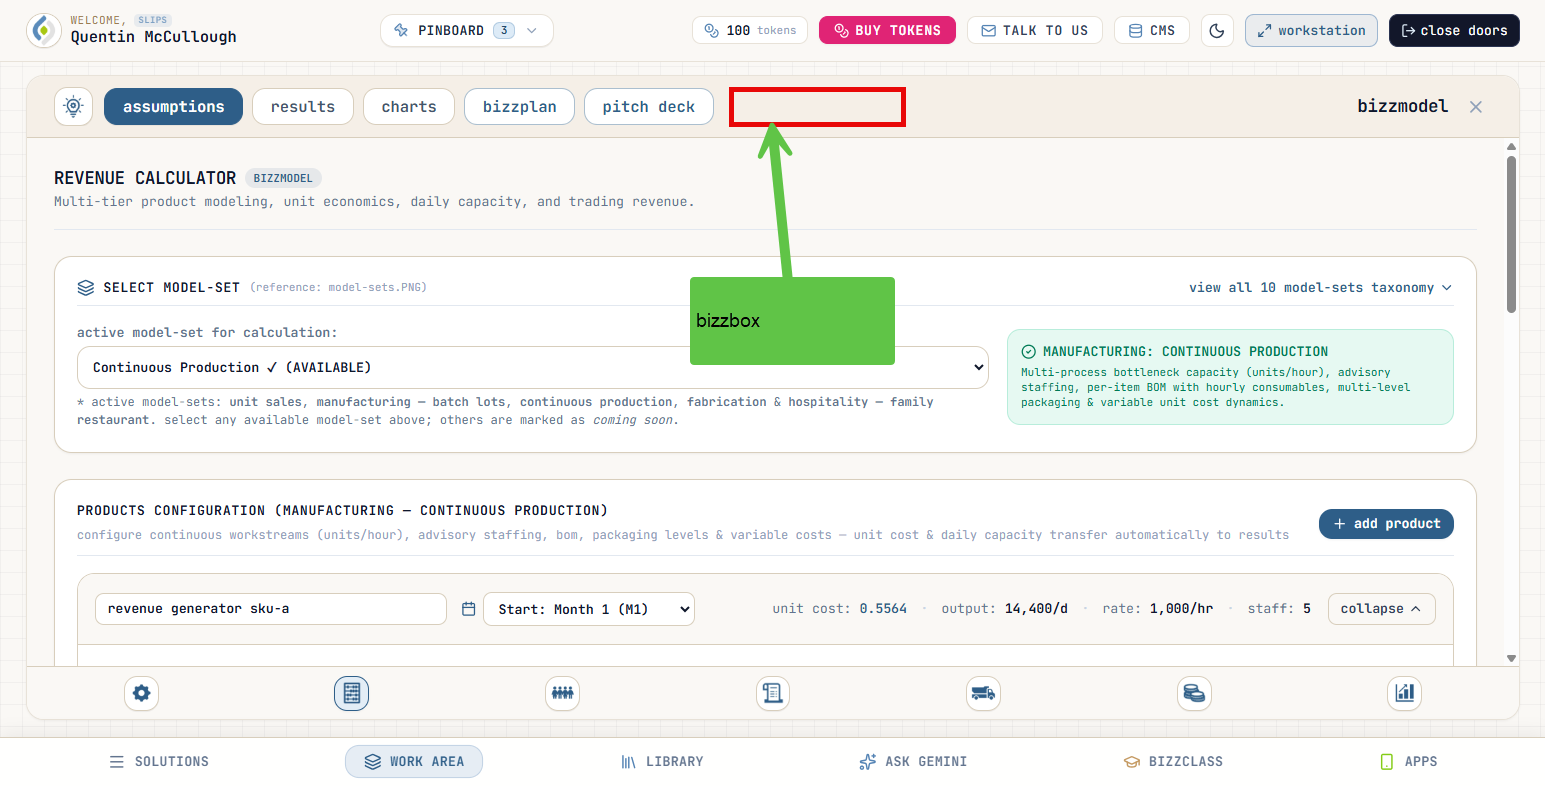 WELCOME, SLIPS
Quentin McCullough
PINBOARD 3
100 tokens
BUY TOKENS
TALK TO US
CMS
workstation
close doors
assumptions
results
charts
bizzplan
pitch deck
bizzmodel
REVENUE CALCULATOR BIZZMODEL
Multi-tier product modeling, unit economics, daily capacity, and trading revenue.
SELECT MODEL-SET (reference: model-sets.PNG)
view all 10 model-sets taxonomy
bizzbox
active model-set for calculation:
Continuous Production ✓ (AVAILABLE)
* active model-sets: unit sales, manufacturing — batch lots, continuous production, fabrication & hospitality — family
restaurant. select any available model-set above; others are marked as coming soon.
MANUFACTURING: CONTINUOUS PRODUCTION
Multi-process bottleneck capacity (units/hour), advisory
staffing, per-item BOM with hourly consumables, multi-level
packaging & variable unit cost dynamics.
PRODUCTS CONFIGURATION (MANUFACTURING — CONTINUOUS PRODUCTION)
configure continuous workstreams (units/hour), advisory staffing, bom, packaging levels & variable costs — unit cost & daily capacity transfer automatically to results
+ add product
revenue generator sku-a
Start: Month 1 (M1)
unit cost: 0.5564 · output: 14,400/d · rate: 1,000/hr · staff: 5
collapse
SOLUTIONS
WORK AREA
LIBRARY
ASK GEMINI
BIZZCLASS
APPS